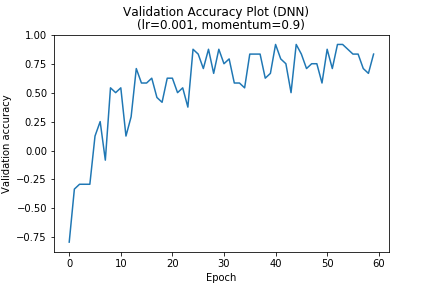 Validation Accuracy Plot (DNN)
(lr=0.001, momentum=0.9)
1.00
0.75
0.50
0.25
0.00
−0.25
−0.50
−0.75
Validation accuracy
0 10 20 30 40 50 60
Epoch